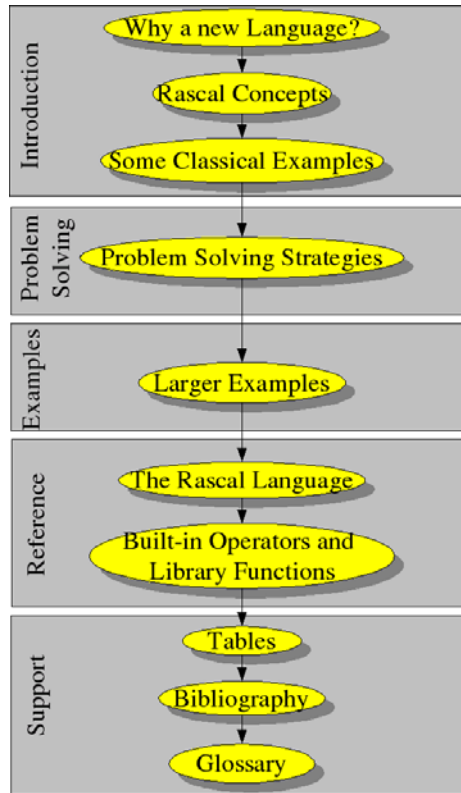 Introduction
Why a new Language?
Rascal Concepts
Some Classical Examples
Problem
Solving
Problem Solving Strategies
Examples
Larger Examples
Reference
The Rascal Language
Built-in Operators and
Library Functions
Support
Tables
Bibliography
Glossary